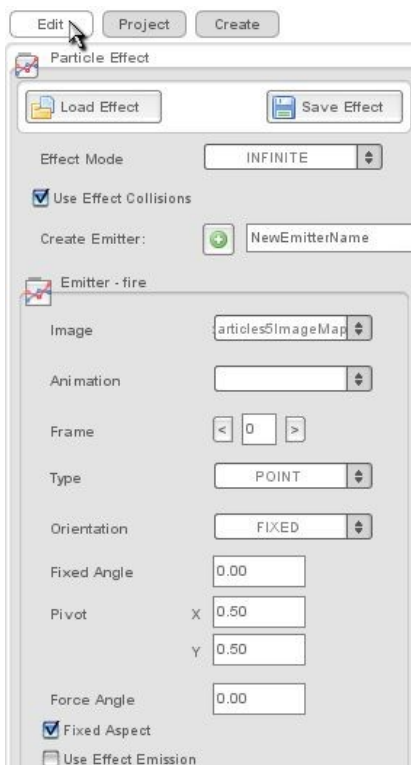 Edit Project Create
Particle Effect
Load Effect Save Effect
Effect Mode INFINITE
Use Effect Collisions
Create Emitter: NewEmitterName
Emitter - fire
Image articles5ImageMap
Animation
Frame < 0 >
Type POINT
Orientation FIXED
Fixed Angle 0.00
Pivot X 0.50
Y 0.50
Force Angle 0.00
Fixed Aspect
Use Effect Emission